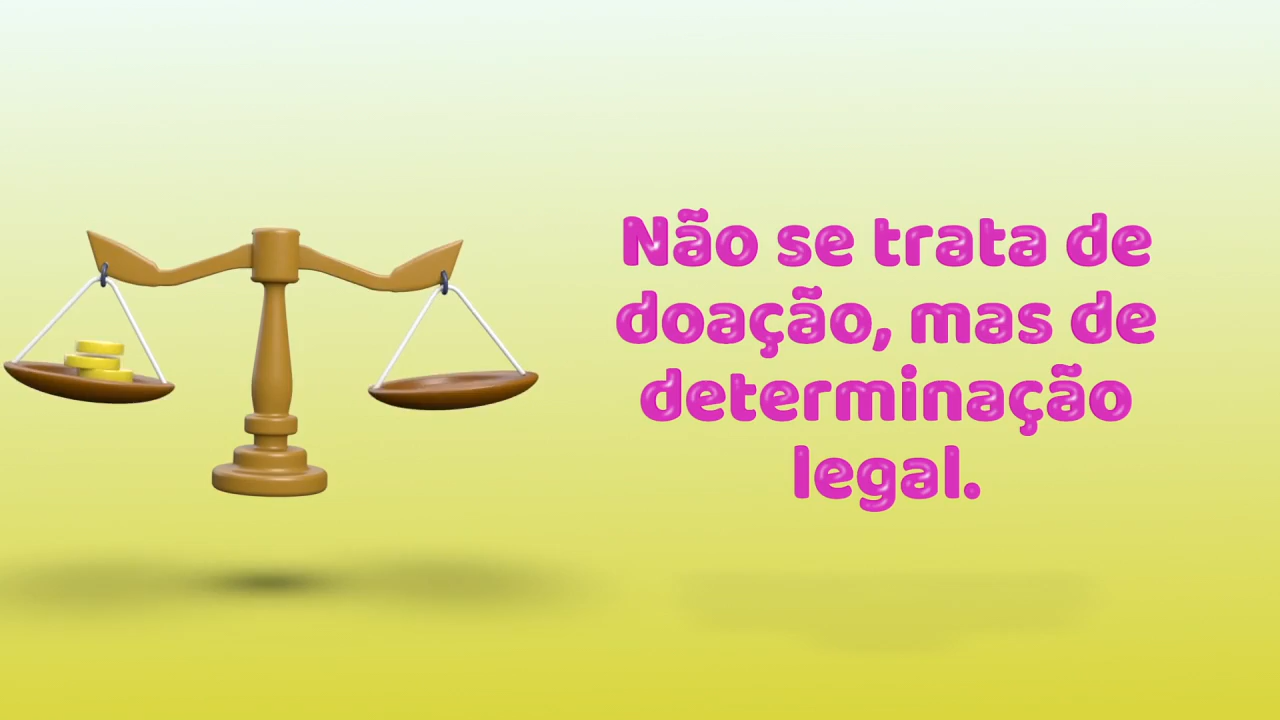 Não se trata de
doação, mas de
determinação
legal.